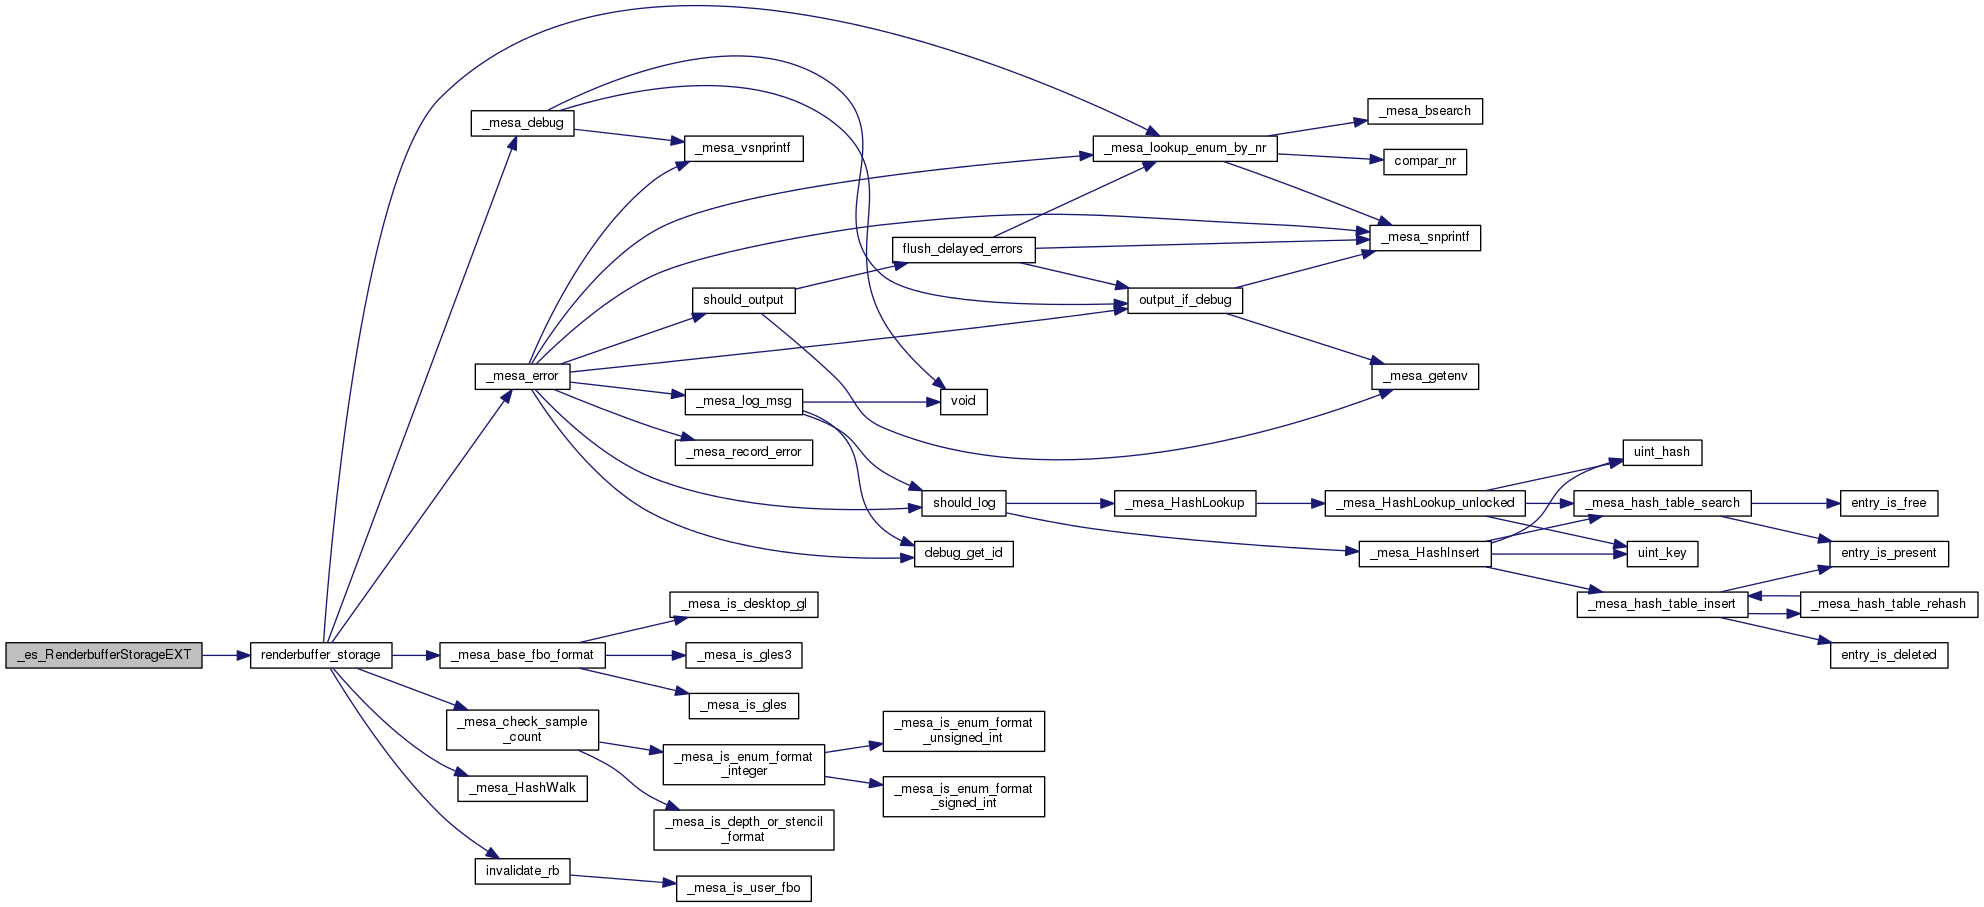 _es_RenderbufferStorageEXT
renderbuffer_storage
_mesa_debug
_mesa_vsnprintf
_mesa_lookup_enum_by_nr
_mesa_bsearch
compar_nr
_mesa_snprintf
flush_delayed_errors
should_output
output_if_debug
_mesa_error
_mesa_getenv
_mesa_log_msg
void
_mesa_record_error
should_log
_mesa_HashLookup
_mesa_HashLookup_unlocked
uint_hash
_mesa_hash_table_search
entry_is_free
debug_get_id
_mesa_HashInsert
uint_key
entry_is_present
_mesa_hash_table_insert
_mesa_hash_table_rehash
entry_is_deleted
_mesa_base_fbo_format
_mesa_is_desktop_gl
_mesa_is_gles3
_mesa_is_gles
_mesa_check_sample
_count
_mesa_is_enum_format
_integer
_mesa_is_enum_format
_unsigned_int
_mesa_is_enum_format
_signed_int
_mesa_is_depth_or_stencil
_format
_mesa_HashWalk
invalidate_rb
_mesa_is_user_fbo